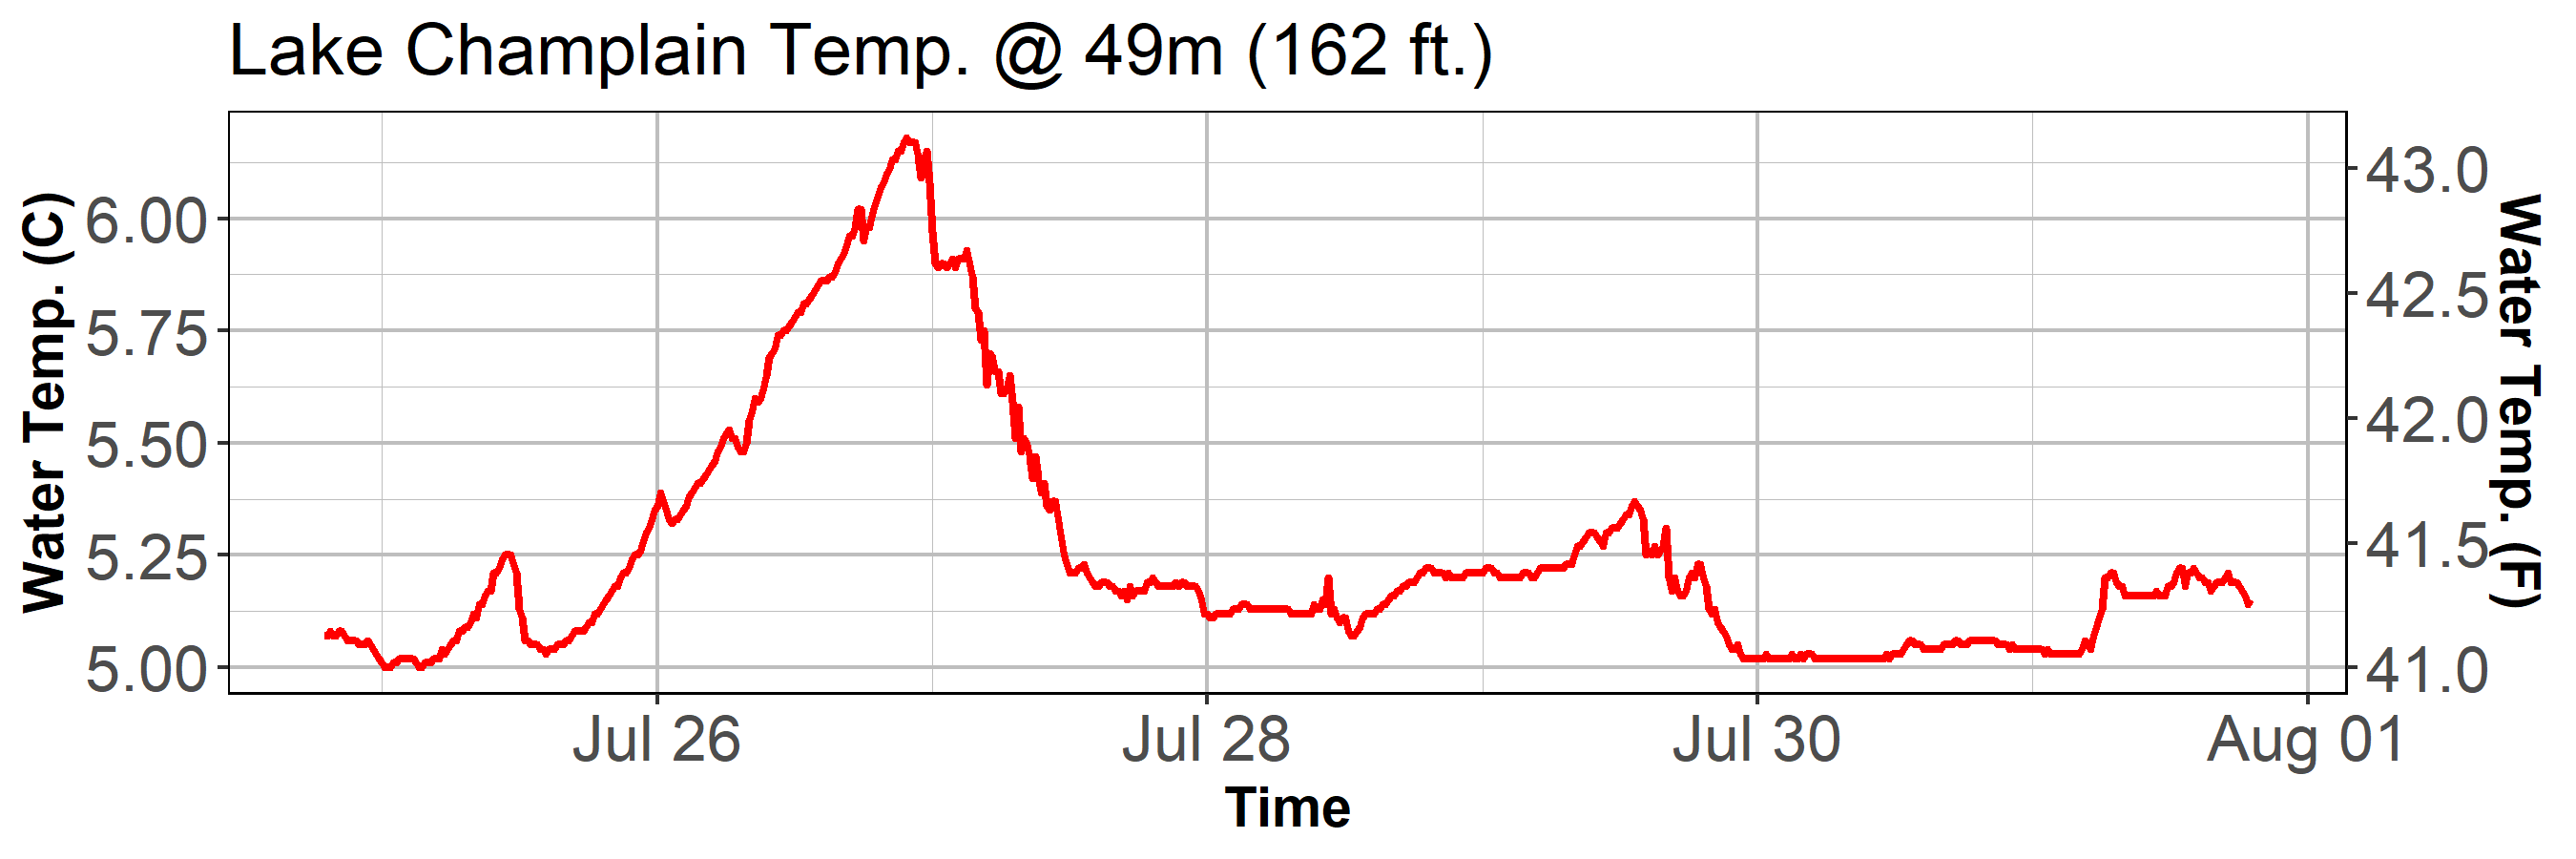 Lake Champlain Temp. @ 49m (162 ft.)
Water Temp. (C)
6.00
5.75
5.50
5.25
5.00
43.0
42.5
42.0
41.5
41.0
Water Temp. (F)
Jul 26
Jul 28
Jul 30
Aug 01
Time